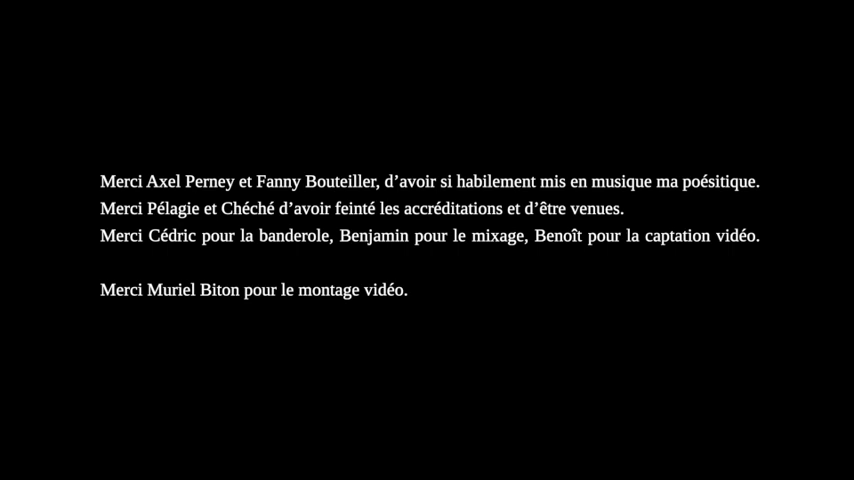 Merci Axel Perney et Fanny Bouteiller, d’avoir si habilement mis en musique ma poésitique.
Merci Pélagie et Chéché d’avoir feinté les accréditations et d’être venues.
Merci Cédric pour la banderole, Benjamin pour le mixage, Benoît pour la captation vidéo.
Merci Muriel Biton pour le montage vidéo.